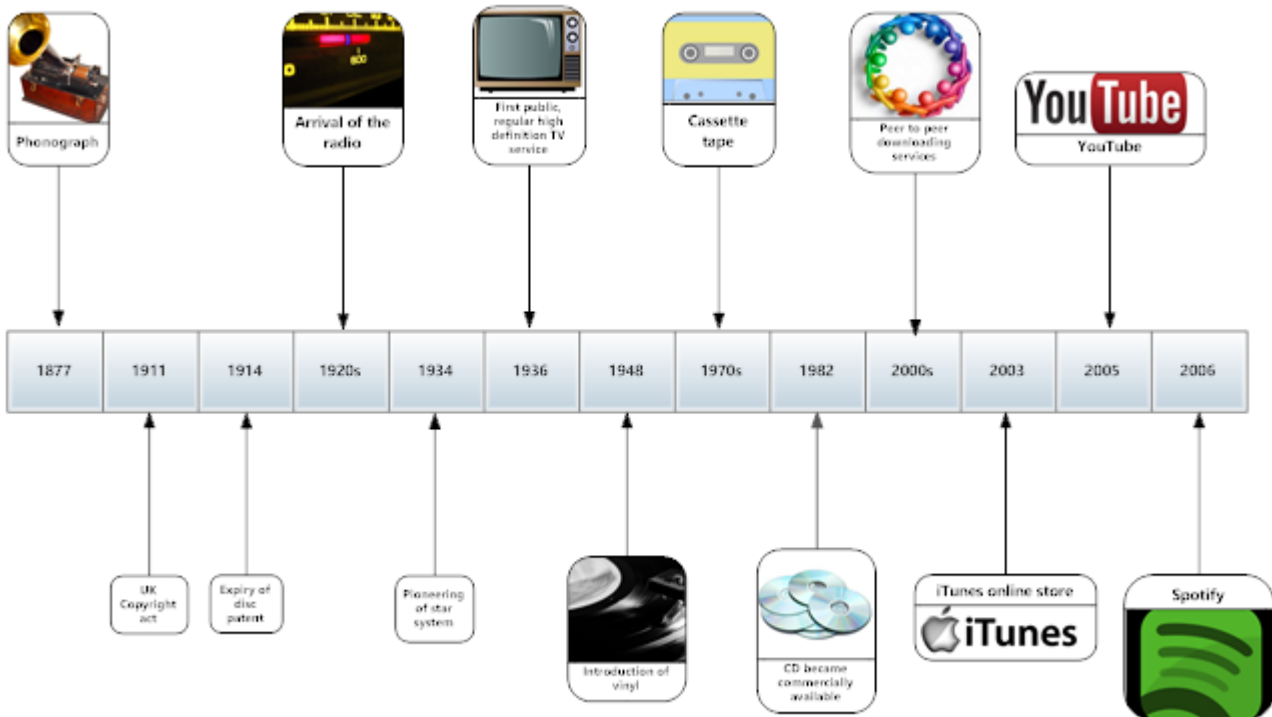 800
Phonograph
Arrival of the
radio
First public,
regular high
definition TV
service
Cassette
tape
Peer to peer
downloading
services
YouTube
YouTube
1877
1911
1914
1920s
1934
1936
1948
1970s
1982
2000s
2003
2005
2006
UK
Copyright
act
Expiry of
disc
patent
Pioneering
of star
system
Introduction of
vinyl
CD became
commercially
available
iTunes online store
iTunes
Spotify